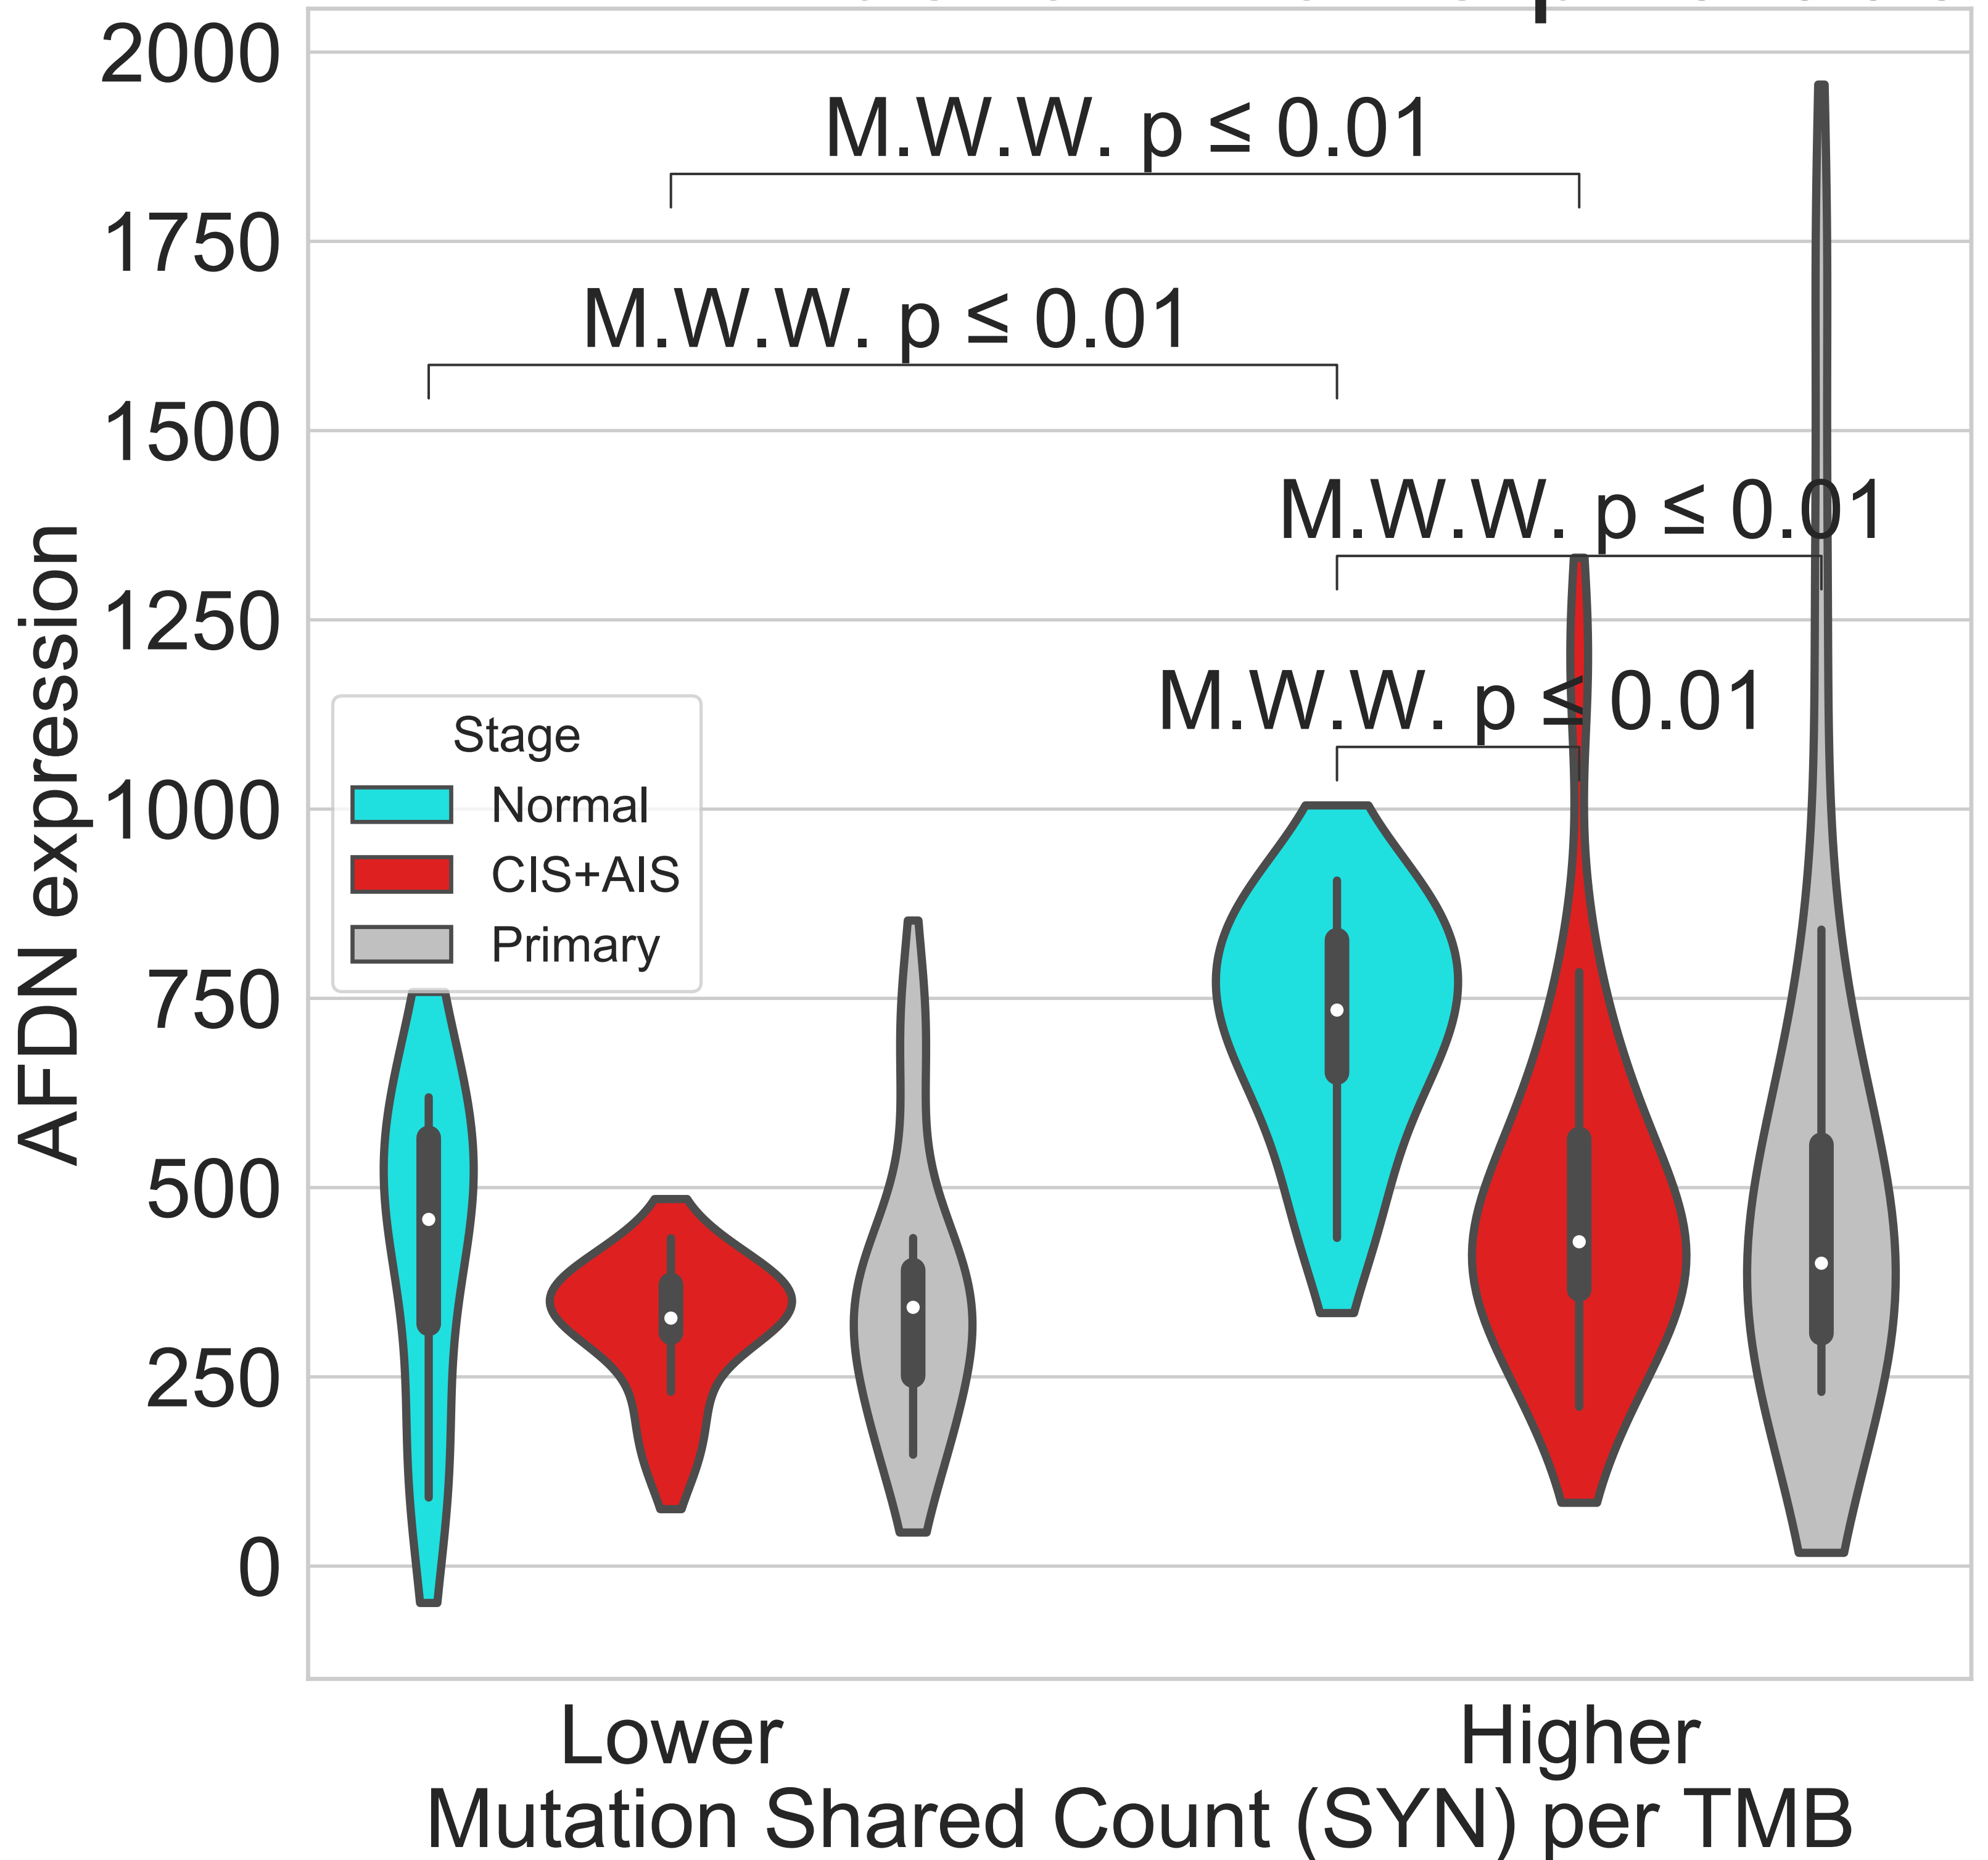 2000
1750
1500
1250
1000
750
500
250
0
AFDN expression
M.W.W. p ≤ 0.01
M.W.W. p ≤ 0.01
M.W.W. p ≤ 0.01
M.W.W. p ≤ 0.01
Stage
Normal
CIS+AIS
Primary
Lower
Higher
Mutation Shared Count (SYN) per TMB